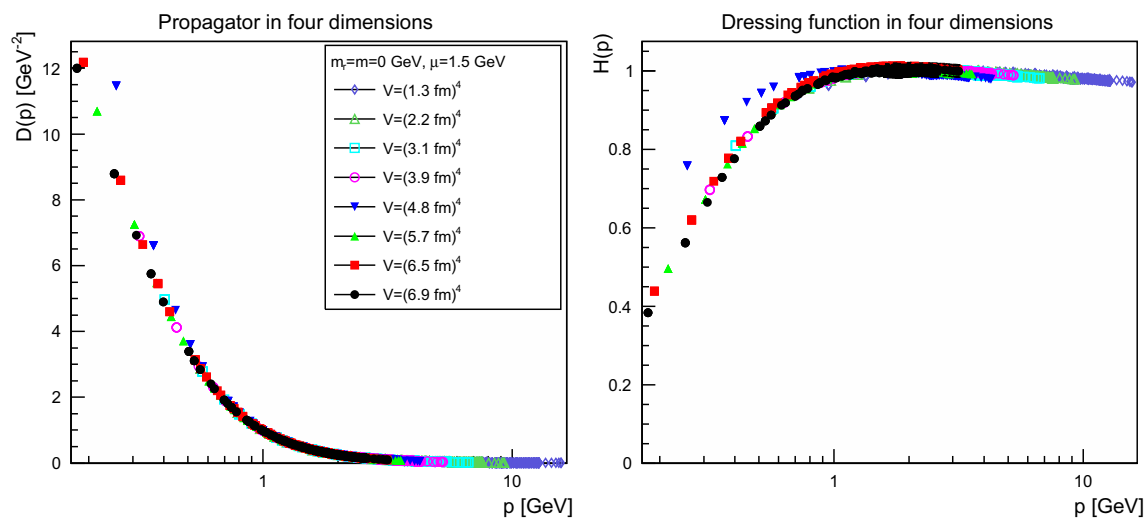 Propagator in four dimensions
D(p) [GeV⁻²]
12
10
8
6
4
2
0
1
10
p [GeV]
mᵣ=m=0 GeV, μ=1.5 GeV
V=(1.3 fm)⁴
V=(2.2 fm)⁴
V=(3.1 fm)⁴
V=(3.9 fm)⁴
V=(4.8 fm)⁴
V=(5.7 fm)⁴
V=(6.5 fm)⁴
V=(6.9 fm)⁴
Dressing function in four dimensions
H(p)
1
0.8
0.6
0.4
0.2
0
1
10
p [GeV]